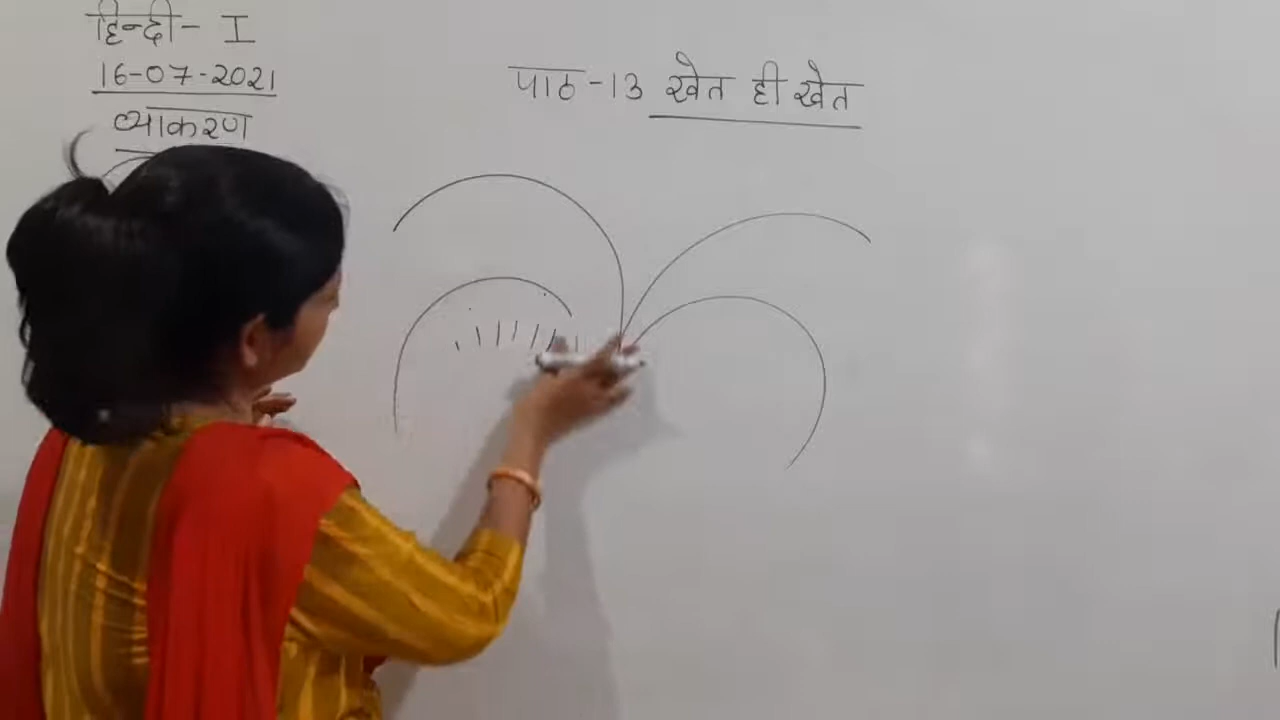 हिन्दी- I
16-07-2021
व्याकरण
पाठ -13 खेत ही खेत